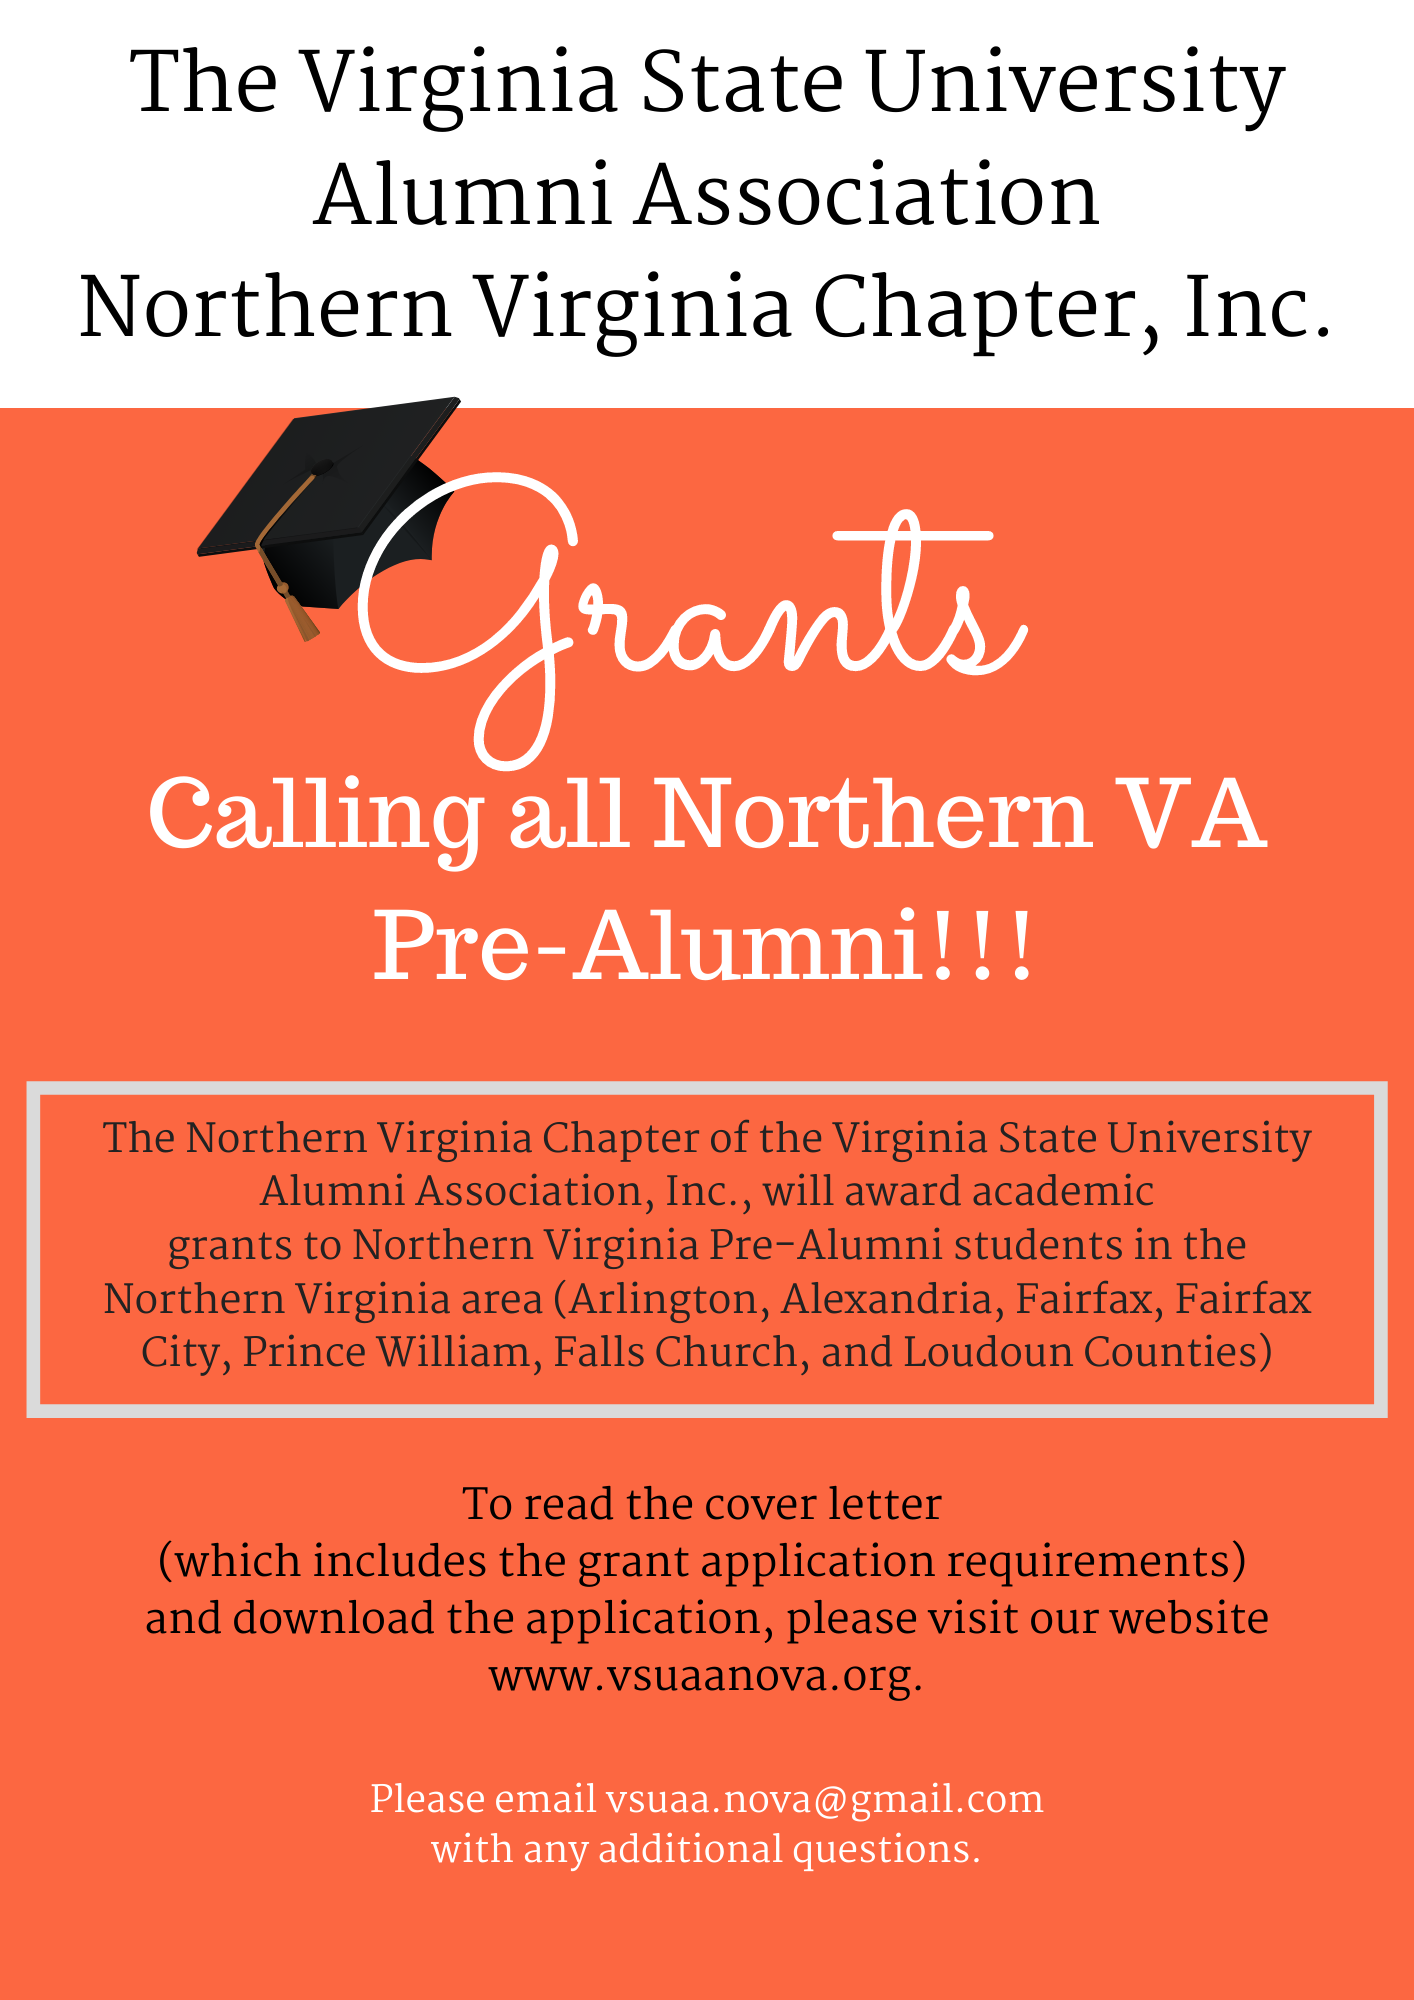 The Virginia State University
Alumni Association
Northern Virginia Chapter, Inc.
Grants
Calling all Northern VA
Pre-Alumni!!!
The Northern Virginia Chapter of the Virginia State University
Alumni Association, Inc., will award academic
grants to Northern Virginia Pre-Alumni students in the
Northern Virginia area (Arlington, Alexandria, Fairfax, Fairfax
City, Prince William, Falls Church, and Loudoun Counties)
To read the cover letter
(which includes the grant application requirements)
and download the application, please visit our website
www.vsuaanova.org.
Please email vsuaa.nova@gmail.com
with any additional questions.